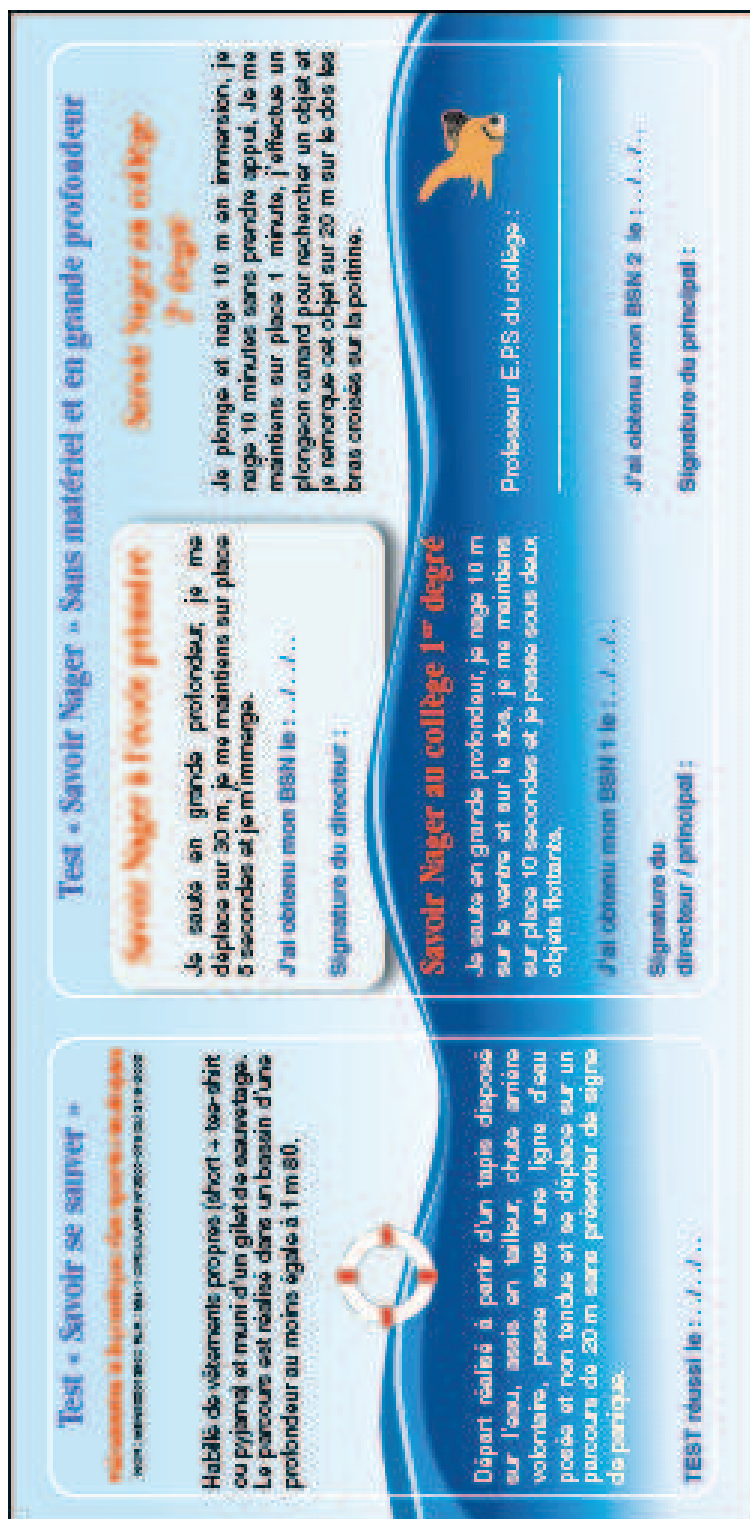 Test « Savoir se sauver »
nécessaire à la pratique des sports nautiques
Habillé de vêtements propres (short + tee-shirt
ou pyjama) et muni d'un gilet de sauvetage.
Le parcours est réalisé dans un bassin d'une
profondeur au moins égale à 1 m 80.
Départ réalisé à partir d'un tapis disposé
sur l'eau, assis en tailleur, chute arrière
volontaire, passe sous une ligne d'eau
posée et non tendue et se déplace sur un
parcours de 20 m sans présenter de signe
de panique.
TEST réussi le : ../../..
Test « Savoir Nager » Sans matériel et en grande profondeur
Savoir Nager à l'école primaire
Je saute en grande profondeur, je me
déplace sur 30 m, je me maintiens sur place
5 secondes et je m'immerge.
J'ai obtenu mon BSN le : ../../..
Signature du directeur :
Savoir Nager au collège 1er degré
Je saute en grande profondeur, je nage 10 m
sur le ventre et sur le dos, je me maintiens
sur place 10 secondes et je passe sous deux
objets flottants.
J'ai obtenu mon BSN 1 le : ../../..
Signature du
directeur / principal :
Savoir Nager au collège
2e degré
Je plonge et nage 10 m en immersion, je
nage 10 minutes sans prendre appui. Je me
maintiens sur place 1 minute, j'effectue un
plongeon canard pour rechercher un objet et
je remorque cet objet sur 20 m sur le dos les
bras croisés sur la poitrine.
Professeur E.P.S du collège :
J'ai obtenu mon BSN 2 le : ../../..
Signature du principal :